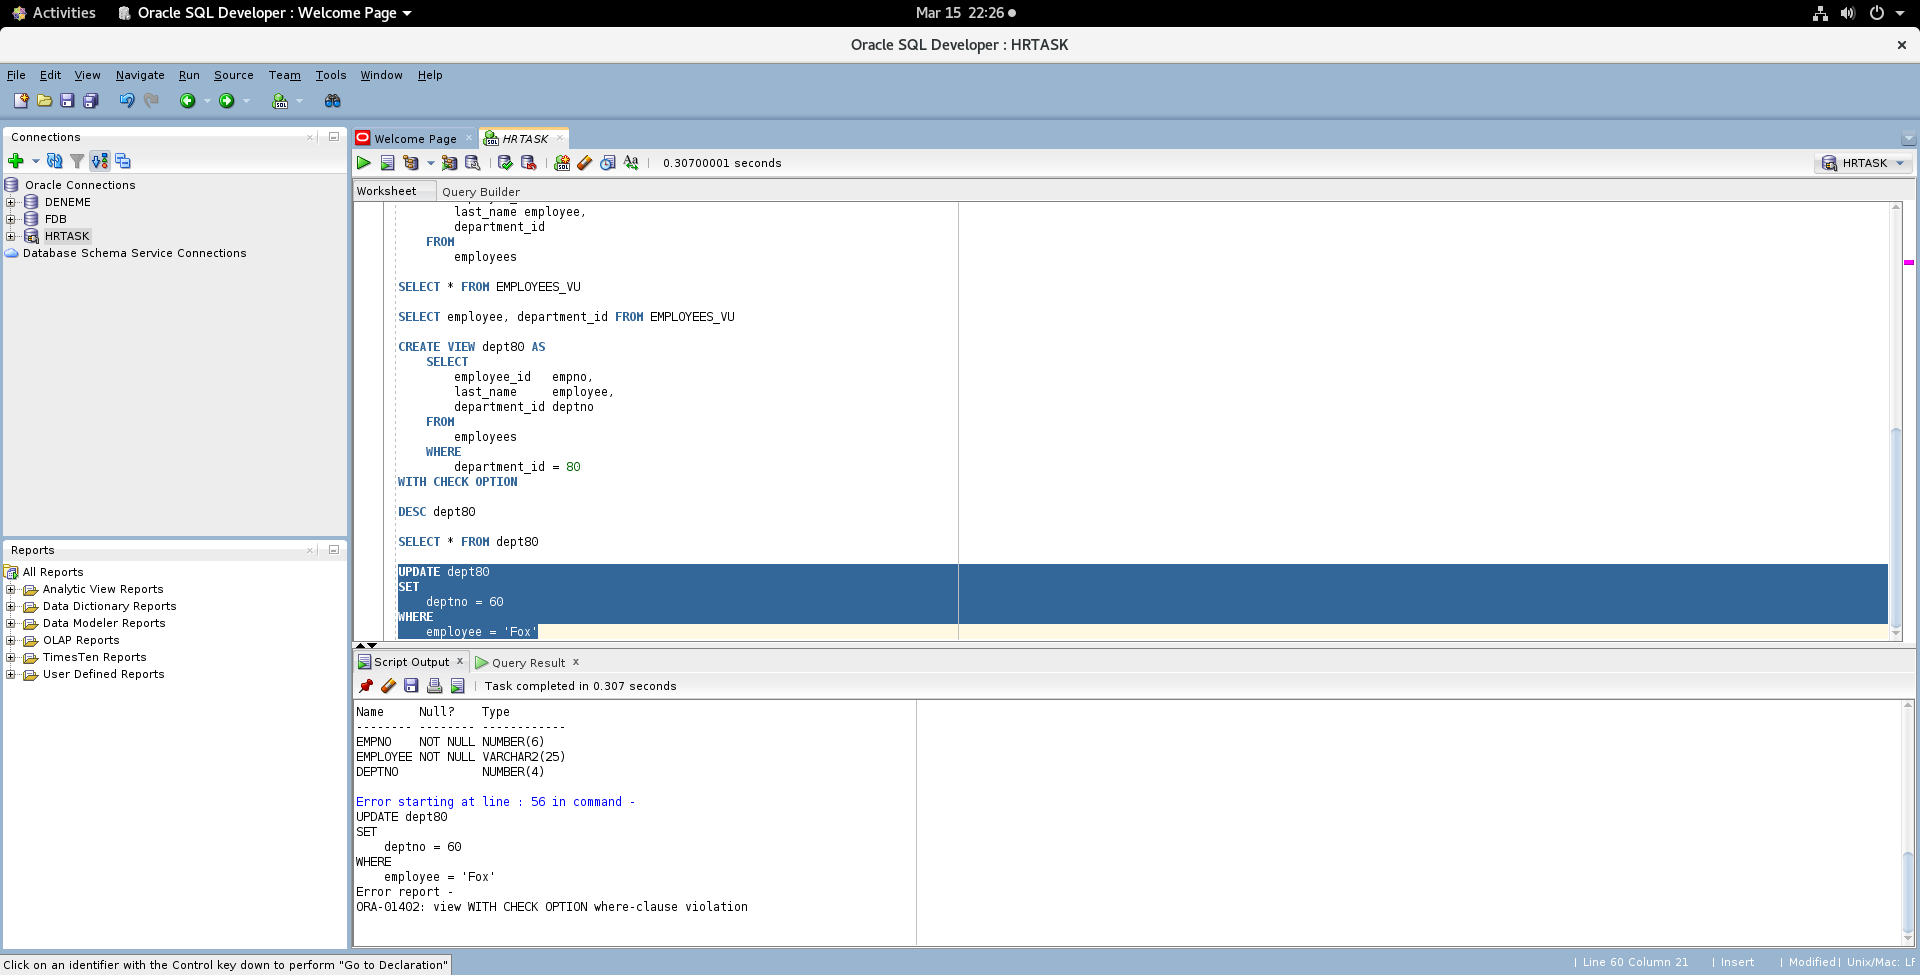 Activities
Oracle SQL Developer : Welcome Page
Mar 15 22:26
Oracle SQL Developer : HRTASK
File Edit View Navigate Run Source Team Tools Window Help
Connections
Oracle Connections
DENEME
FDB
HRTASK
Database Schema Service Connections
Reports
All Reports
Analytic View Reports
Data Dictionary Reports
Data Modeler Reports
OLAP Reports
TimesTen Reports
User Defined Reports
Welcome Page
HRTASK
0.30700001 seconds
HRTASK
Worksheet
Query Builder
last_name employee,
department_id
FROM
employees
SELECT * FROM EMPLOYEES_VU
SELECT employee, department_id FROM EMPLOYEES_VU
CREATE VIEW dept80 AS
SELECT
employee_id empno,
last_name employee,
department_id deptno
FROM
employees
WHERE
department_id = 80
WITH CHECK OPTION
DESC dept80
SELECT * FROM dept80
UPDATE dept80
SET
deptno = 60
WHERE
employee = 'Fox'
Script Output
Query Result
Task completed in 0.307 seconds
Name Null? Type
-------- -------- ------------
EMPNO NOT NULL NUMBER(6)
EMPLOYEE NOT NULL VARCHAR2(25)
DEPTNO NUMBER(4)
Error starting at line : 56 in command -
UPDATE dept80
SET
deptno = 60
WHERE
employee = 'Fox'
Error report -
ORA-01402: view WITH CHECK OPTION where-clause violation
Click on an identifier with the Control key down to perform "Go to Declaration"
Line 60 Column 21 | Insert | Modified | Unix/Mac: LF